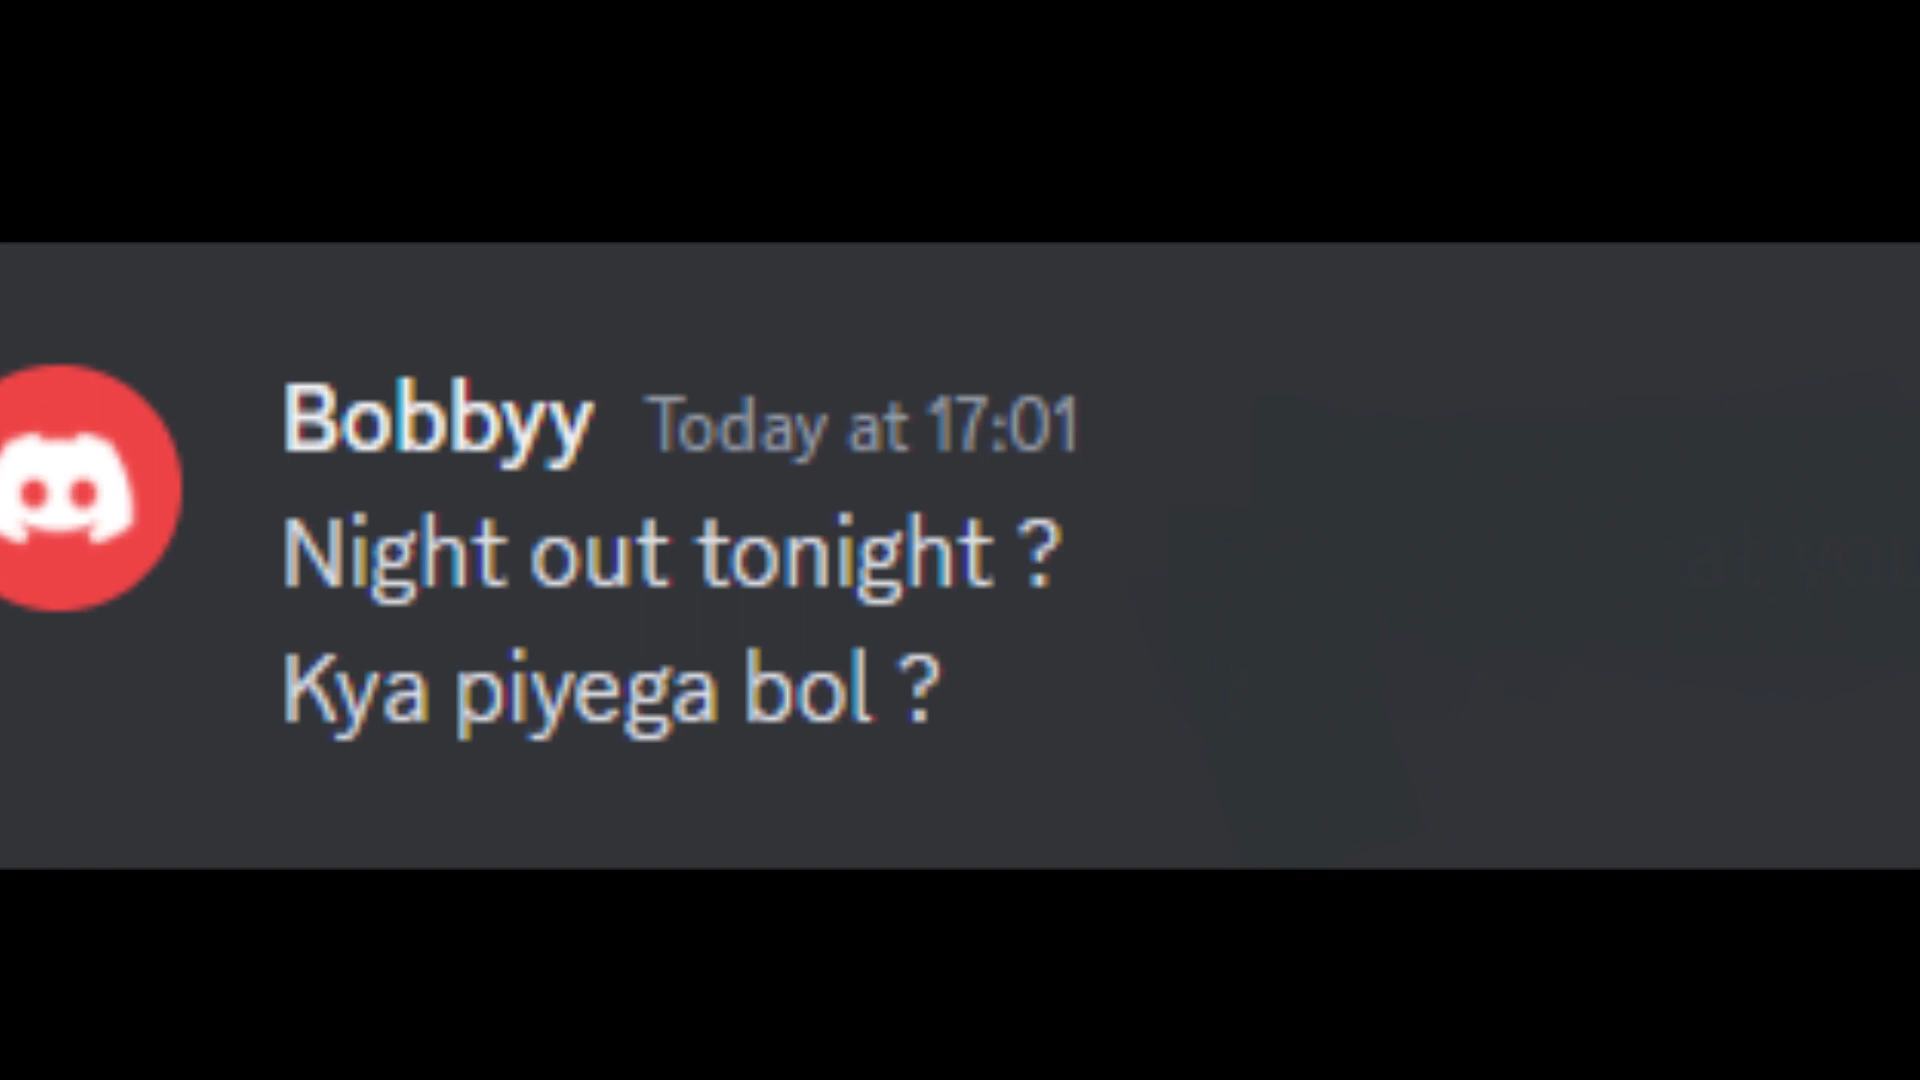 Bobbyy Today at 17:01
Night out tonight ?
Kya piyega bol ?